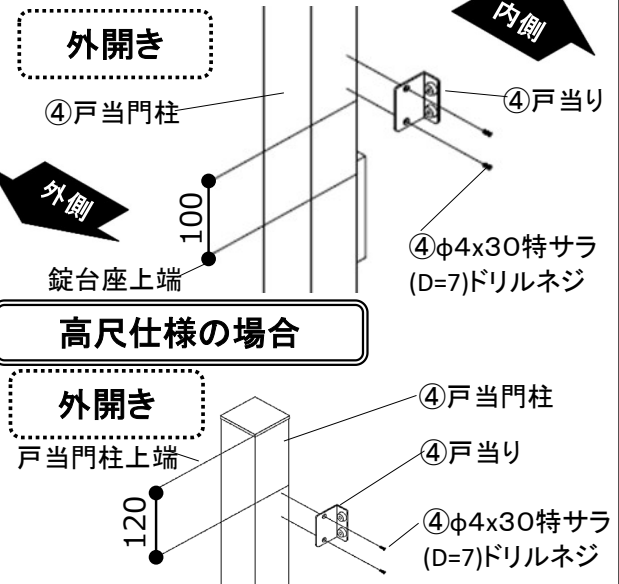 外開き
内側
④戸当門柱
④戸当り
外側
100
錠台座上端
④φ4x30特サラ
(D=7)ドリルネジ
高尺仕様の場合
外開き
④戸当門柱
戸当門柱上端
④戸当り
120
④φ4x30特サラ
(D=7)ドリルネジ